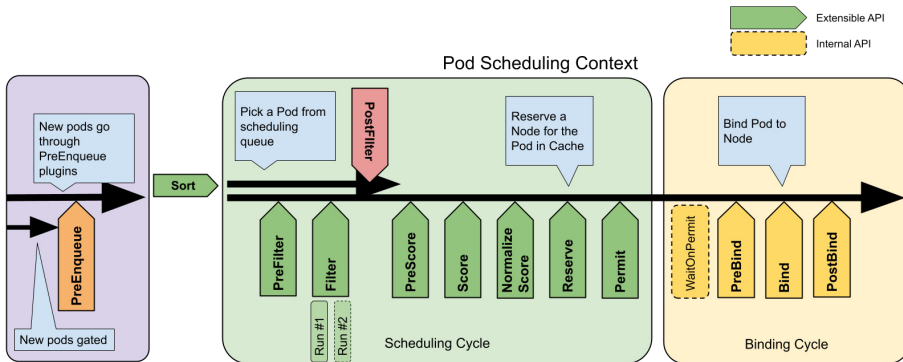 Extensible API
Internal API
Pod Scheduling Context
New pods go
through
PreEnqueue
plugins
Sort
Pick a Pod from
scheduling
queue
PostFIlter
Reserve a
Node for the
Pod in Cache
Bind Pod to
Node
PreEnqueue
PreFilter
Filter
PreScore
Score
Normalize
Score
Reserve
Permit
WaitOnPermit
PreBind
Bind
PostBind
New pods gated
Run #1
Run #2
Scheduling Cycle
Binding Cycle